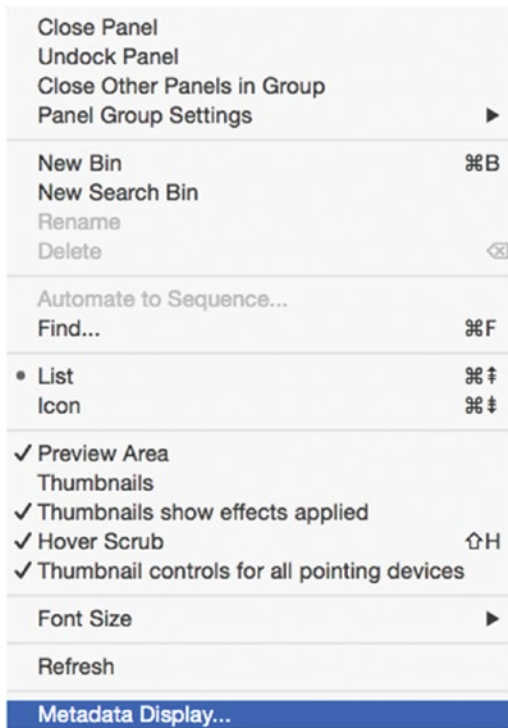 Close Panel
Undock Panel
Close Other Panels in Group
Panel Group Settings ▶
New Bin ⌘B
New Search Bin
Rename
Delete ⌫
Automate to Sequence...
Find... ⌘F
• List ⌘⇞
Icon ⌘⇟
✓ Preview Area
Thumbnails
✓ Thumbnails show effects applied
✓ Hover Scrub ⇧H
✓ Thumbnail controls for all pointing devices
Font Size ▶
Refresh
Metadata Display...